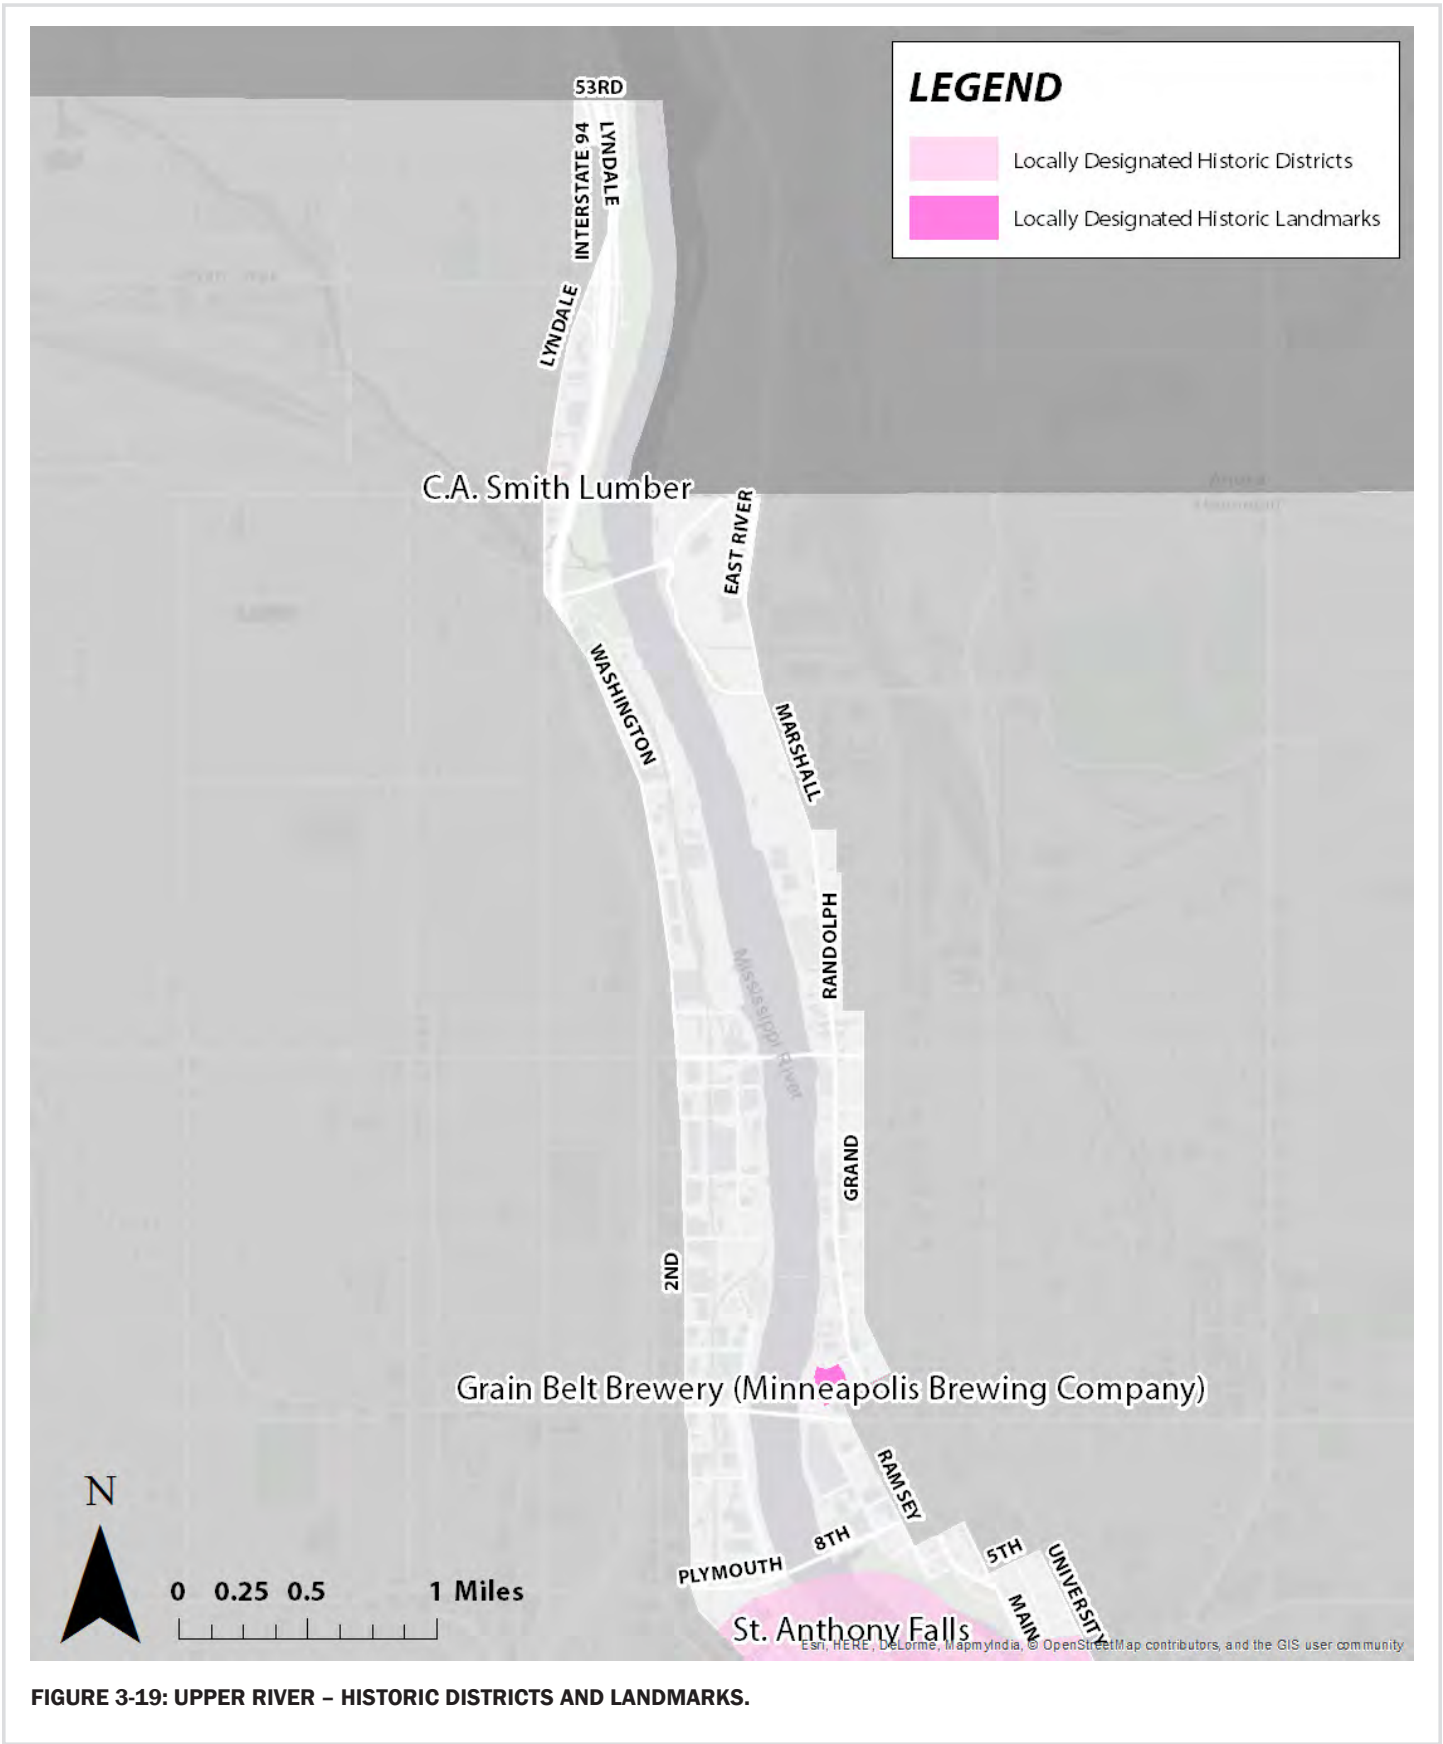 53RD
LEGEND
Locally Designated Historic Districts
Locally Designated Historic Landmarks
INTERSTATE 94
LYNDALE
LYNDALE
C.A. Smith Lumber
EAST RIVER
WASHINGTON
MARSHALL
RANDOLPH
Mississippi River
GRAND
2ND
Grain Belt Brewery (Minneapolis Brewing Company)
RAMSEY
N
8TH
5TH
UNIVERSITY
PLYMOUTH
0 0.25 0.5 1 Miles
MAIN
St. Anthony Falls
Esri, HERE, DeLorme, MapmyIndia, © OpenStreetMap contributors, and the GIS user community
FIGURE 3-19: UPPER RIVER – HISTORIC DISTRICTS AND LANDMARKS.